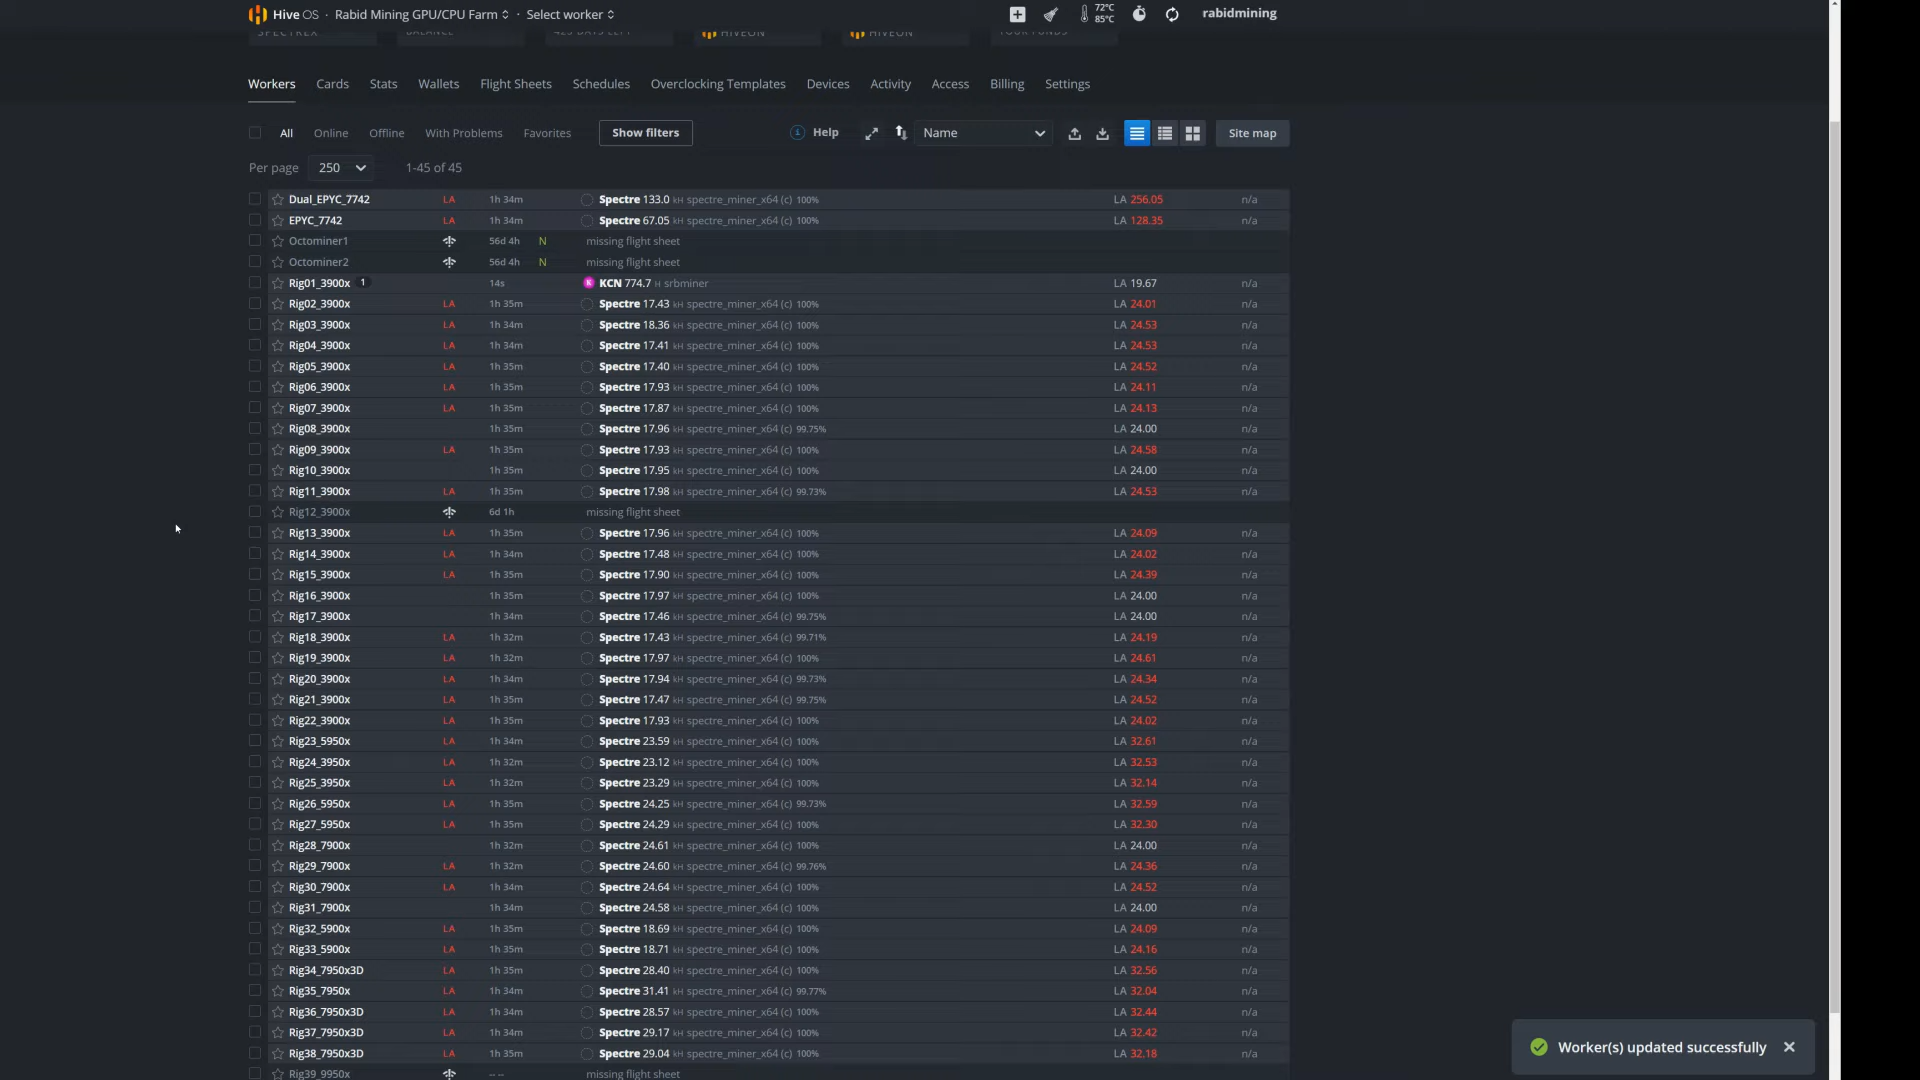 Hive OS · Rabid Mining GPU/CPU Farm · Select worker 72°C 85°C rabidmining
SPECTREX BALANCE 425 DAYS LEFT HIVEON HIVEON YOUR FUNDS
Workers Cards Stats Wallets Flight Sheets Schedules Overclocking Templates Devices Activity Access Billing Settings
All Online Offline With Problems Favorites Show filters Help Name Site map
Per page 250 1-45 of 45
Dual_EPYC_7742 LA 1h 34m Spectre 133.0 kH spectre_miner_x64 (c) 100% LA 256.05 n/a
EPYC_7742 LA 1h 34m Spectre 67.05 kH spectre_miner_x64 (c) 100% LA 128.35 n/a
Octominer1 56d 4h N missing flight sheet
Octominer2 56d 4h N missing flight sheet
Rig01_3900x 1 14s KCN 774.7 H srbminer LA 19.67 n/a
Rig02_3900x LA 1h 35m Spectre 17.43 kH spectre_miner_x64 (c) 100% LA 24.01 n/a
Rig03_3900x LA 1h 34m Spectre 18.36 kH spectre_miner_x64 (c) 100% LA 24.53 n/a
Rig04_3900x LA 1h 34m Spectre 17.41 kH spectre_miner_x64 (c) 100% LA 24.53 n/a
Rig05_3900x LA 1h 35m Spectre 17.40 kH spectre_miner_x64 (c) 100% LA 24.52 n/a
Rig06_3900x LA 1h 35m Spectre 17.93 kH spectre_miner_x64 (c) 100% LA 24.11 n/a
Rig07_3900x LA 1h 35m Spectre 17.87 kH spectre_miner_x64 (c) 100% LA 24.13 n/a
Rig08_3900x 1h 35m Spectre 17.96 kH spectre_miner_x64 (c) 99.75% LA 24.00 n/a
Rig09_3900x LA 1h 35m Spectre 17.93 kH spectre_miner_x64 (c) 100% LA 24.58 n/a
Rig10_3900x 1h 35m Spectre 17.95 kH spectre_miner_x64 (c) 100% LA 24.00 n/a
Rig11_3900x LA 1h 35m Spectre 17.98 kH spectre_miner_x64 (c) 99.73% LA 24.53 n/a
Rig12_3900x 6d 1h missing flight sheet
Rig13_3900x LA 1h 35m Spectre 17.96 kH spectre_miner_x64 (c) 100% LA 24.09 n/a
Rig14_3900x LA 1h 34m Spectre 17.48 kH spectre_miner_x64 (c) 100% LA 24.02 n/a
Rig15_3900x LA 1h 35m Spectre 17.90 kH spectre_miner_x64 (c) 100% LA 24.39 n/a
Rig16_3900x 1h 35m Spectre 17.97 kH spectre_miner_x64 (c) 100% LA 24.00 n/a
Rig17_3900x 1h 34m Spectre 17.46 kH spectre_miner_x64 (c) 99.75% LA 24.00 n/a
Rig18_3900x LA 1h 32m Spectre 17.43 kH spectre_miner_x64 (c) 99.71% LA 24.19 n/a
Rig19_3900x LA 1h 32m Spectre 17.97 kH spectre_miner_x64 (c) 100% LA 24.61 n/a
Rig20_3900x LA 1h 34m Spectre 17.94 kH spectre_miner_x64 (c) 99.73% LA 24.34 n/a
Rig21_3900x LA 1h 35m Spectre 17.47 kH spectre_miner_x64 (c) 99.75% LA 24.52 n/a
Rig22_3900x LA 1h 35m Spectre 17.93 kH spectre_miner_x64 (c) 100% LA 24.02 n/a
Rig23_5950x LA 1h 34m Spectre 23.59 kH spectre_miner_x64 (c) 100% LA 32.61 n/a
Rig24_3950x LA 1h 32m Spectre 23.12 kH spectre_miner_x64 (c) 100% LA 32.53 n/a
Rig25_3950x LA 1h 32m Spectre 23.29 kH spectre_miner_x64 (c) 100% LA 32.14 n/a
Rig26_5950x LA 1h 35m Spectre 24.25 kH spectre_miner_x64 (c) 99.73% LA 32.59 n/a
Rig27_5950x LA 1h 35m Spectre 24.29 kH spectre_miner_x64 (c) 100% LA 32.30 n/a
Rig28_7900x 1h 32m Spectre 24.61 kH spectre_miner_x64 (c) 100% LA 24.00 n/a
Rig29_7900x LA 1h 32m Spectre 24.60 kH spectre_miner_x64 (c) 99.76% LA 24.36 n/a
Rig30_7900x LA 1h 34m Spectre 24.64 kH spectre_miner_x64 (c) 100% LA 24.52 n/a
Rig31_7900x 1h 34m Spectre 24.58 kH spectre_miner_x64 (c) 100% LA 24.00 n/a
Rig32_5900x LA 1h 35m Spectre 18.69 kH spectre_miner_x64 (c) 100% LA 24.09 n/a
Rig33_5900x LA 1h 35m Spectre 18.71 kH spectre_miner_x64 (c) 100% LA 24.16 n/a
Rig34_7950x3D LA 1h 35m Spectre 28.40 kH spectre_miner_x64 (c) 100% LA 32.56 n/a
Rig35_7950x LA 1h 34m Spectre 31.41 kH spectre_miner_x64 (c) 99.77% LA 32.04 n/a
Rig36_7950x3D LA 1h 34m Spectre 28.57 kH spectre_miner_x64 (c) 100% LA 32.44 n/a
Rig37_7950x3D LA 1h 34m Spectre 29.17 kH spectre_miner_x64 (c) 100% LA 32.42 n/a
Rig38_7950x3D LA 1h 35m Spectre 29.04 kH spectre_miner_x64 (c) 100% LA 32.18 n/a
Rig39_9950x -- -- missing flight sheet
Worker(s) updated successfully